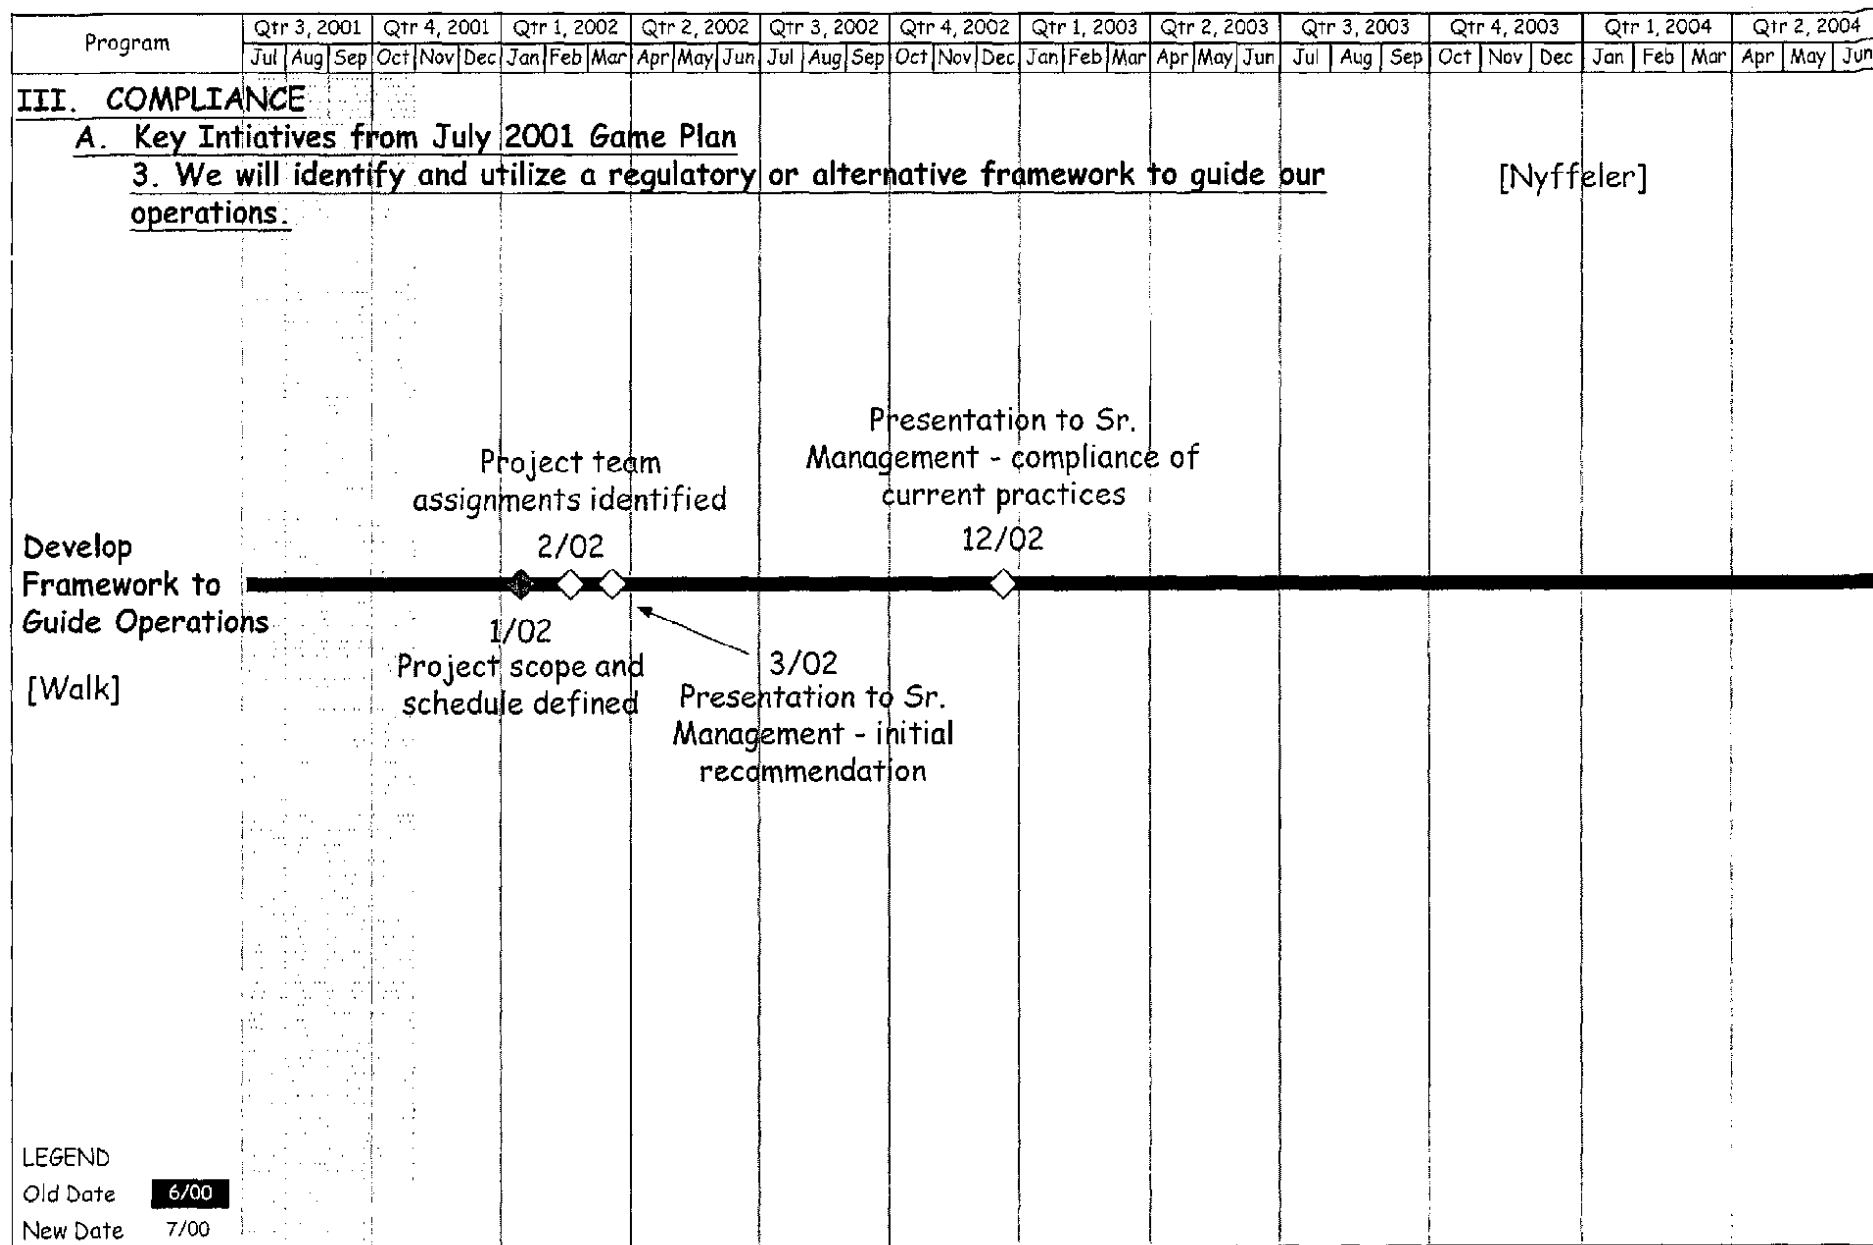 Program
Qtr 3, 2001 Qtr 4, 2001 Qtr 1, 2002 Qtr 2, 2002 Qtr 3, 2002 Qtr 4, 2002 Qtr 1, 2003 Qtr 2, 2003 Qtr 3, 2003 Qtr 4, 2003 Qtr 1, 2004 Qtr 2, 2004
Jul Aug Sep Oct Nov Dec Jan Feb Mar Apr May Jun Jul Aug Sep Oct Nov Dec Jan Feb Mar Apr May Jun Jul Aug Sep Oct Nov Dec Jan Feb Mar Apr May Jun
III. COMPLIANCE
A. Key Intiatives from July 2001 Game Plan
3. We will identify and utilize a regulatory or alternative framework to guide our
operations.
[Nyffeler]
Presentation to Sr.
Management - compliance of
current practices
12/02
Project team
assignments identified
2/02
Develop
Framework to
Guide Operations
[Walk]
1/02
Project scope and
schedule defined
3/02
Presentation to Sr.
Management - initial
recommendation
LEGEND
Old Date 6/00
New Date 7/00